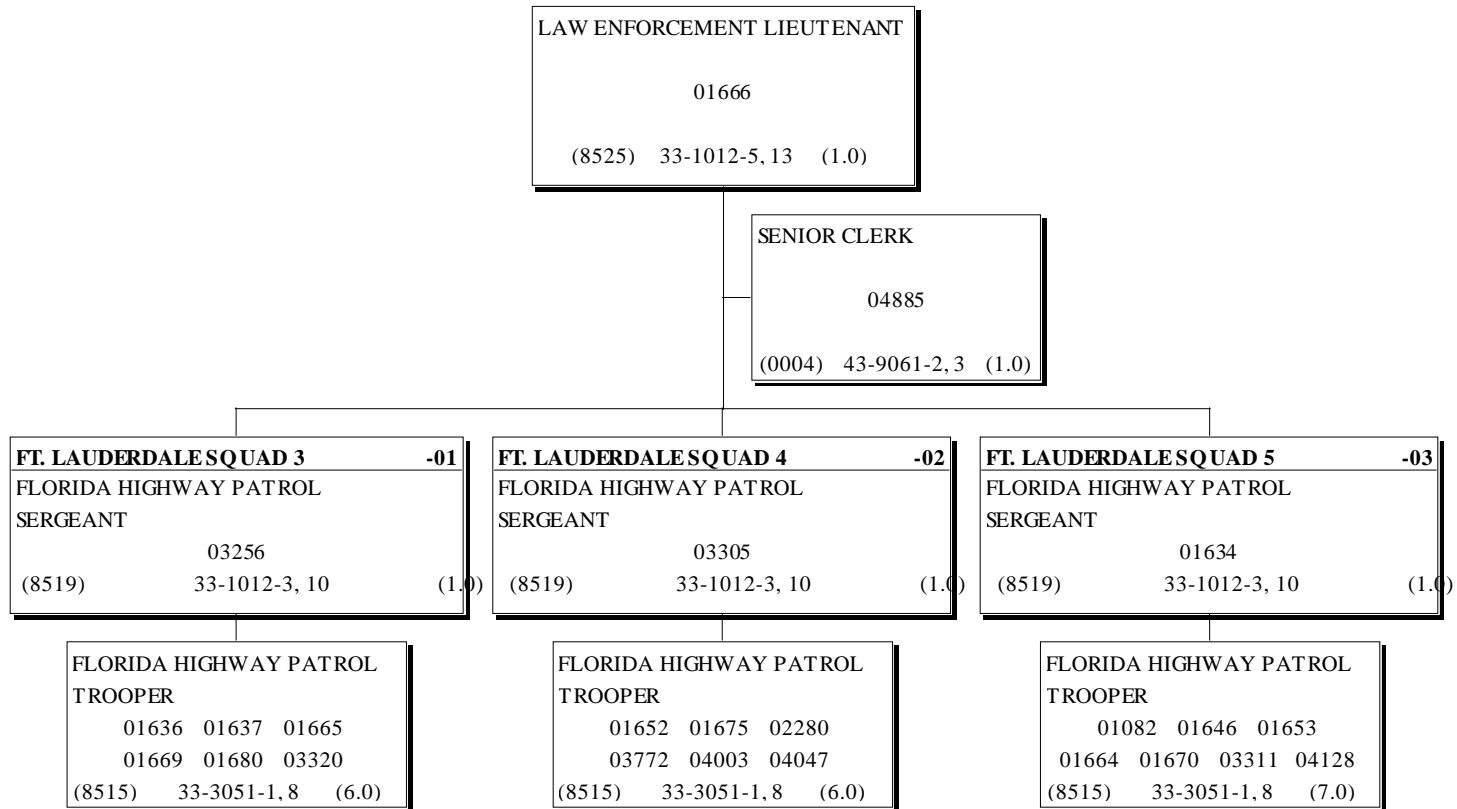 LAW ENFORCEMENT LIEUTENANT
01666
(8525) 33-1012-5, 13 (1.0)
SENIOR CLERK
04885
(0004) 43-9061-2, 3 (1.0)
FT. LAUDERDALE SQUAD 3 -01
FLORIDA HIGHWAY PATROL
SERGEANT
03256
(8519) 33-1012-3, 10 (1.0)
FLORIDA HIGHWAY PATROL
TROOPER
01636 01637 01665
01669 01680 03320
(8515) 33-3051-1, 8 (6.0)
FT. LAUDERDALE SQUAD 4 -02
FLORIDA HIGHWAY PATROL
SERGEANT
03305
(8519) 33-1012-3, 10 (1.0)
FLORIDA HIGHWAY PATROL
TROOPER
01652 01675 02280
03772 04003 04047
(8515) 33-3051-1, 8 (6.0)
FT. LAUDERDALE SQUAD 5 -03
FLORIDA HIGHWAY PATROL
SERGEANT
01634
(8519) 33-1012-3, 10 (1.0)
FLORIDA HIGHWAY PATROL
TROOPER
01082 01646 01653
01664 01670 03311 04128
(8515) 33-3051-1, 8 (7.0)